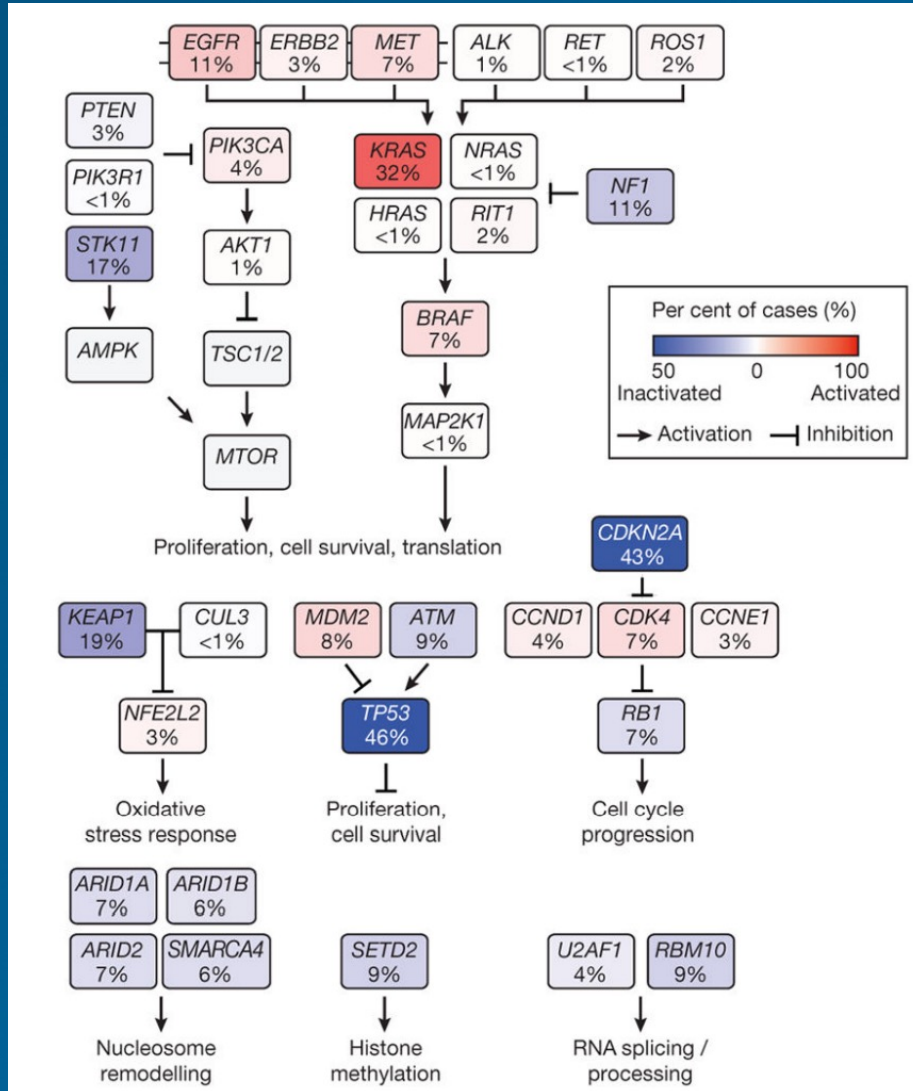 EGFR
11%
ERBB2
3%
MET
7%
ALK
1%
RET
<1%
ROS1
2%
PTEN
3%
PIK3R1
<1%
STK11
17%
AMPK
PIK3CA
4%
AKT1
1%
TSC1/2
MTOR
KRAS
32%
NRAS
<1%
HRAS
<1%
RIT1
2%
NF1
11%
BRAF
7%
MAP2K1
<1%
Proliferation, cell survival, translation
Per cent of cases (%)
50 0 100
Inactivated Activated
Activation Inhibition
KEAP1
19%
CUL3
<1%
NFE2L2
3%
Oxidative
stress response
MDM2
8%
ATM
9%
TP53
46%
Proliferation,
cell survival
CDKN2A
43%
CCND1
4%
CDK4
7%
CCNE1
3%
RB1
7%
Cell cycle
progression
ARID1A
7%
ARID1B
6%
ARID2
7%
SMARCA4
6%
Nucleosome
remodelling
SETD2
9%
Histone
methylation
U2AF1
4%
RBM10
9%
RNA splicing /
processing